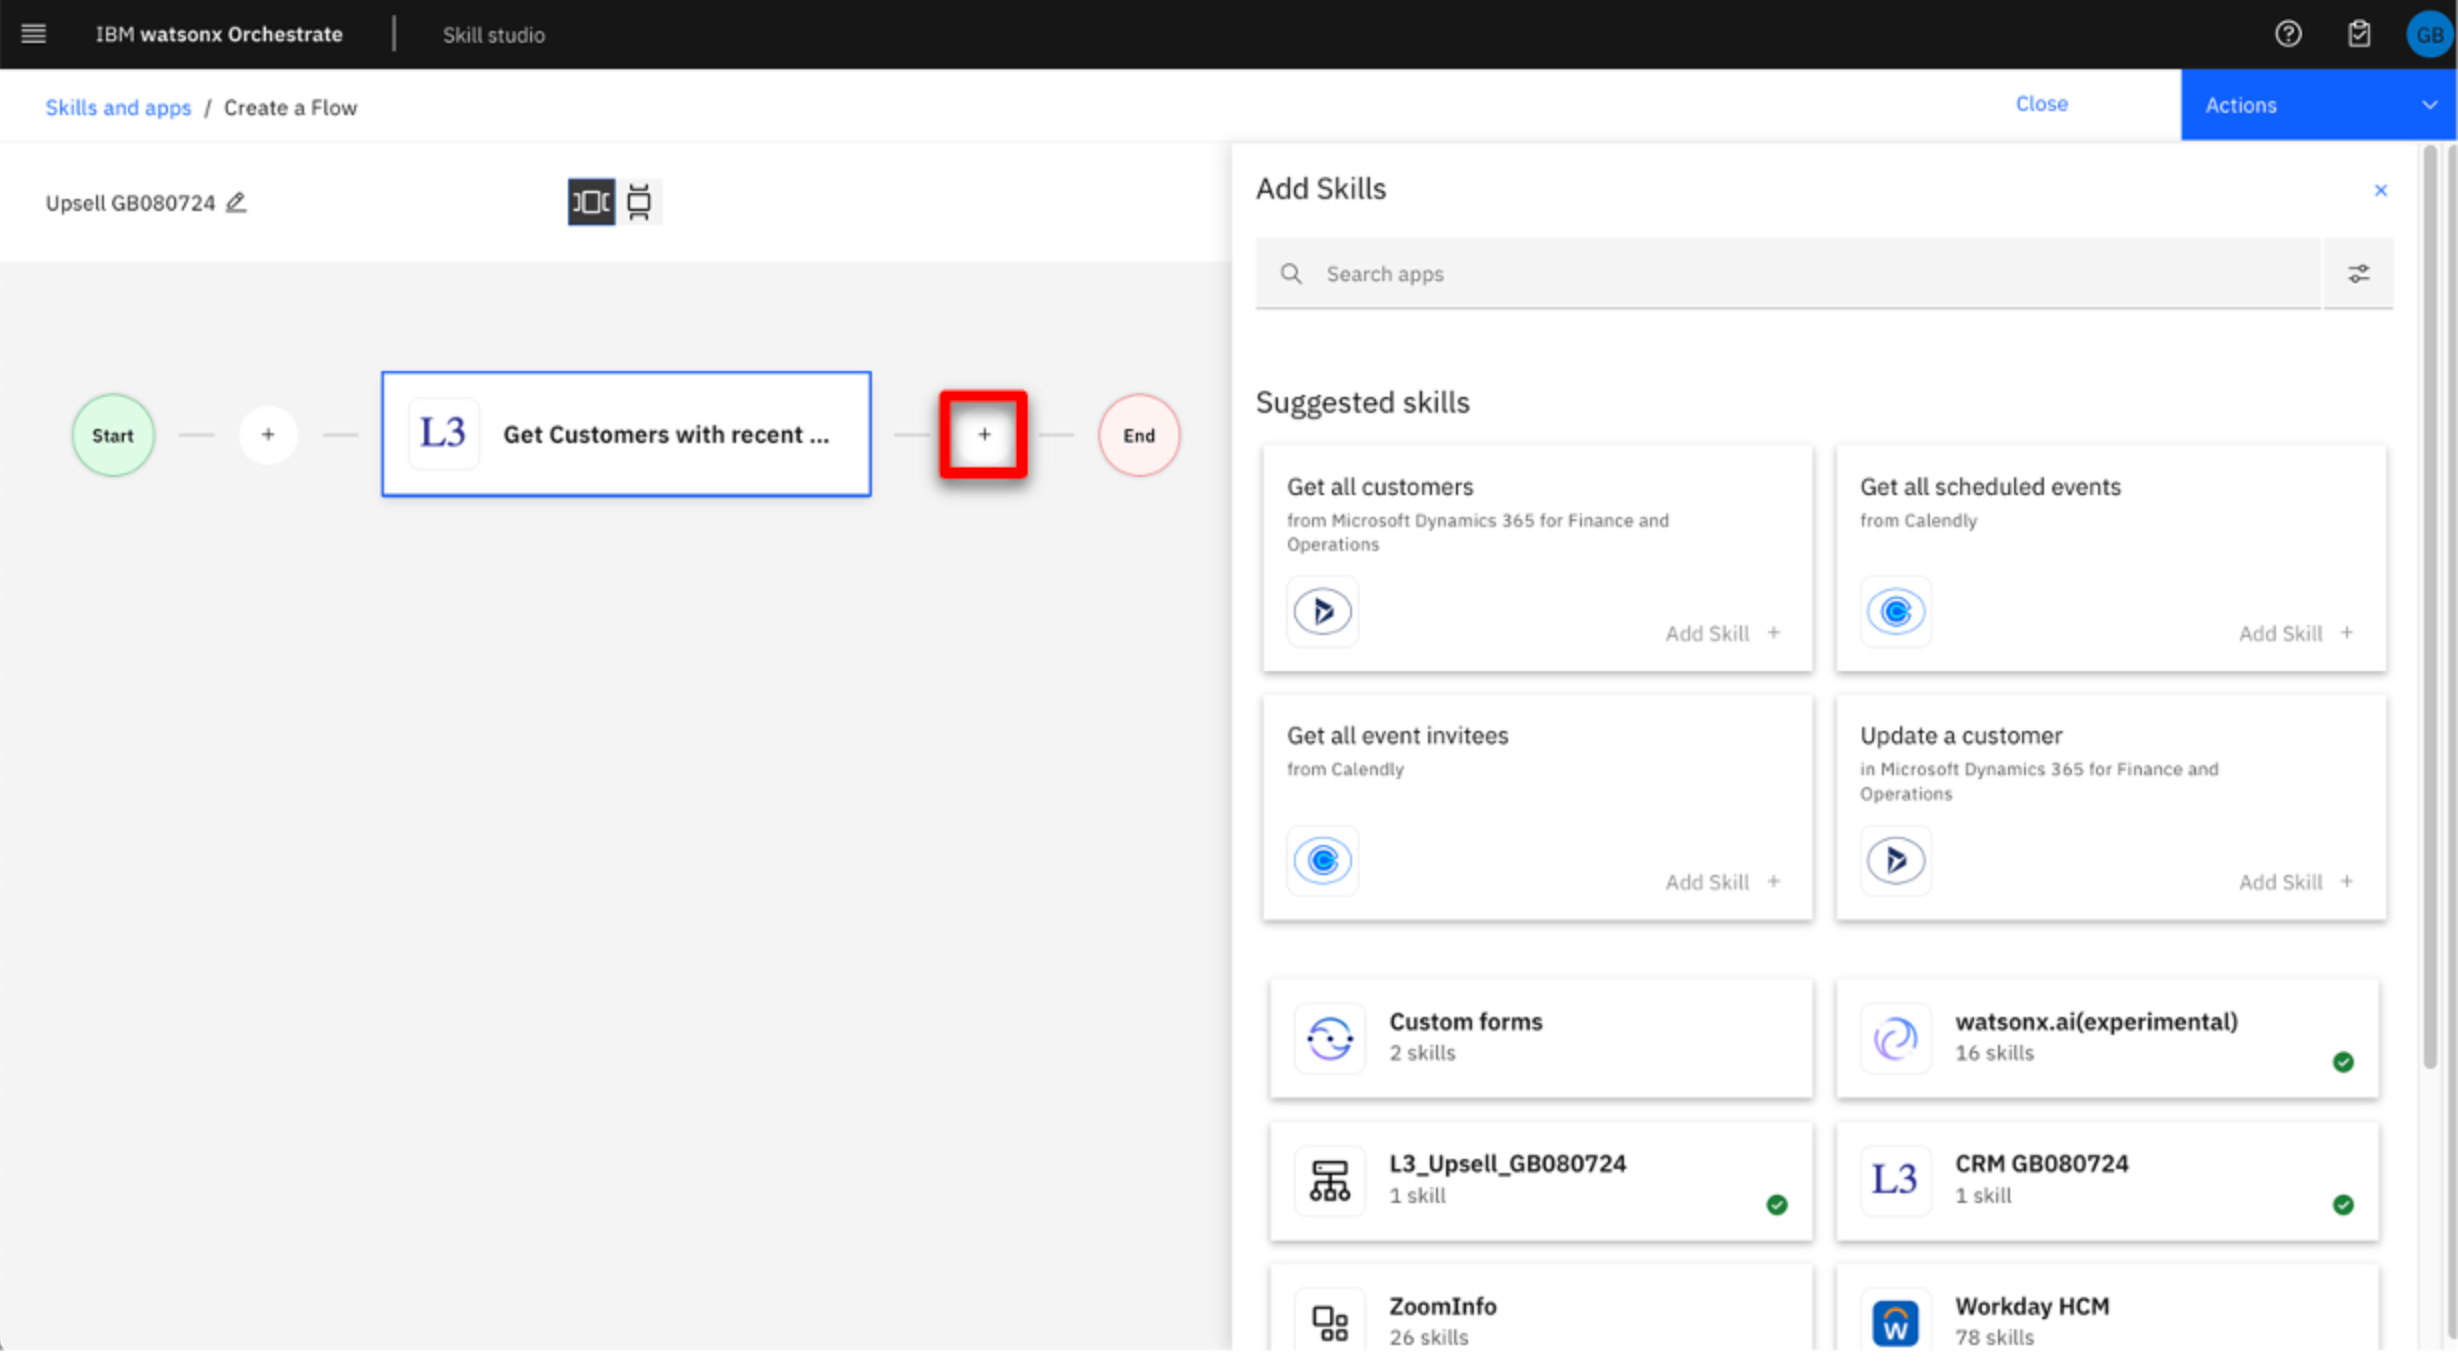 IBM watsonx Orchestrate
Skill studio
GB
Skills and apps / Create a Flow
Close
Actions
Upsell GB080724
Start
+
L3
Get Customers with recent ...
+
End
Add Skills
Search apps
Suggested skills
Get all customers
from Microsoft Dynamics 365 for Finance and
Operations
Add Skill +
Get all scheduled events
from Calendly
Add Skill +
Get all event invitees
from Calendly
Add Skill +
Update a customer
in Microsoft Dynamics 365 for Finance and
Operations
Add Skill +
Custom forms
2 skills
watsonx.ai(experimental)
16 skills
L3_Upsell_GB080724
1 skill
L3
CRM GB080724
1 skill
ZoomInfo
26 skills
W
Workday HCM
78 skills